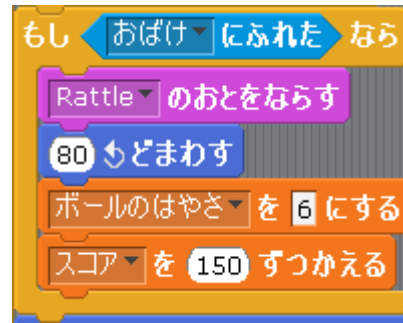 もし おばけ にふれた なら
Rattle のおとをならす
80 どまわす
ボールのはやさ を 6 にする
スコア を 150 ずつかえる